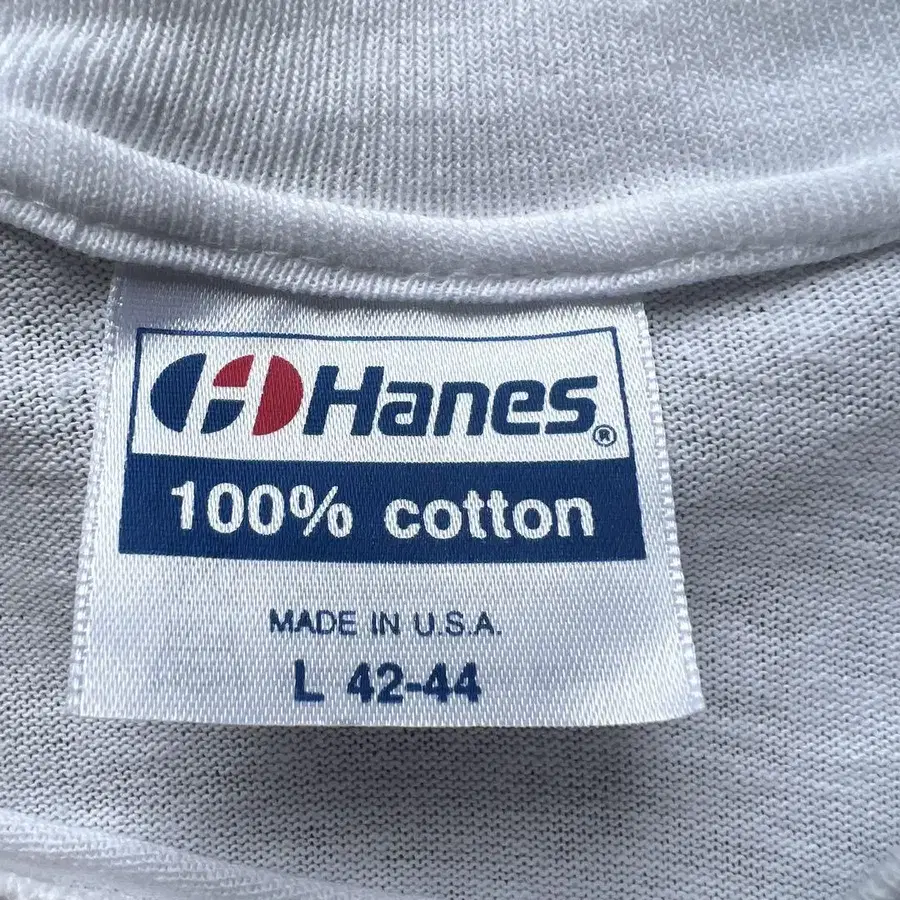 Hanes®
100% cotton
MADE IN U.S.A.
L 42-44